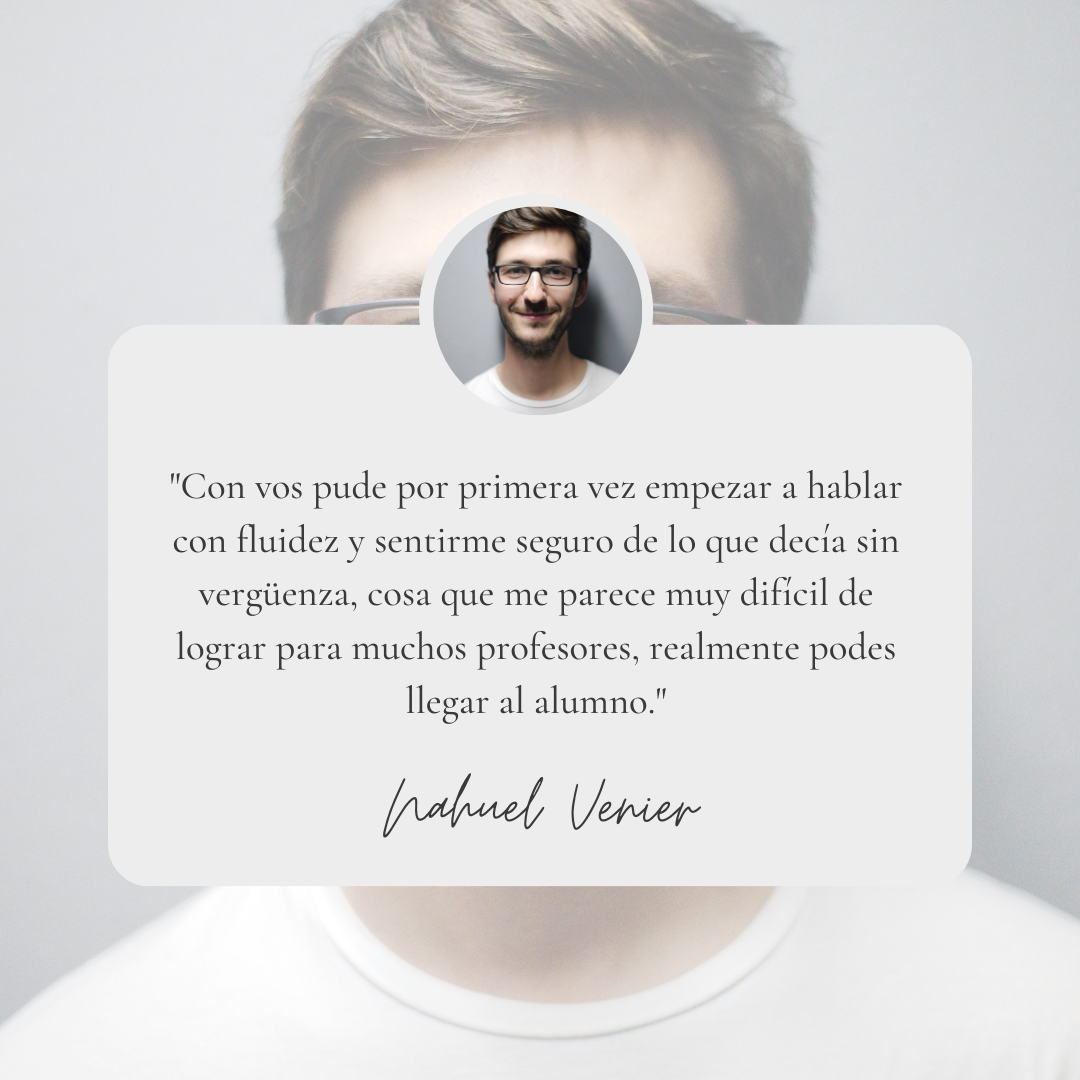 "Con vos pude por primera vez empezar a hablar
con fluidez y sentirme seguro de lo que decía sin
vergüenza, cosa que me parece muy difícil de
lograr para muchos profesores, realmente podes
llegar al alumno."
Nahuel Venier